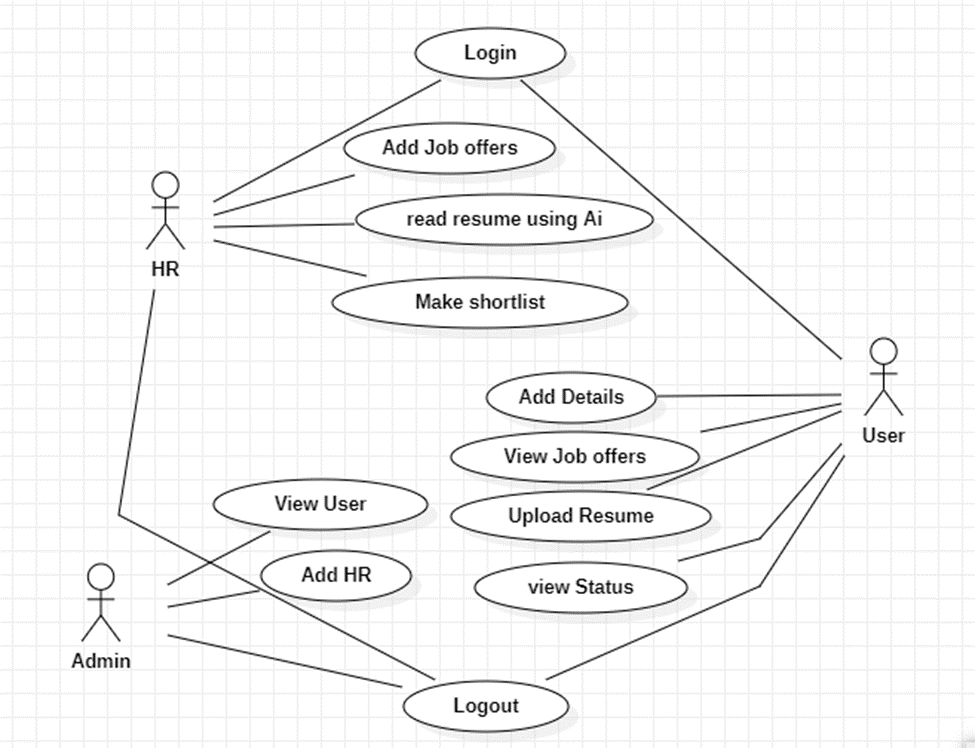 Login
Add Job offers
read resume using Ai
HR
Make shortlist
Add Details
User
View Job offers
View User
Upload Resume
Add HR
view Status
Admin
Logout